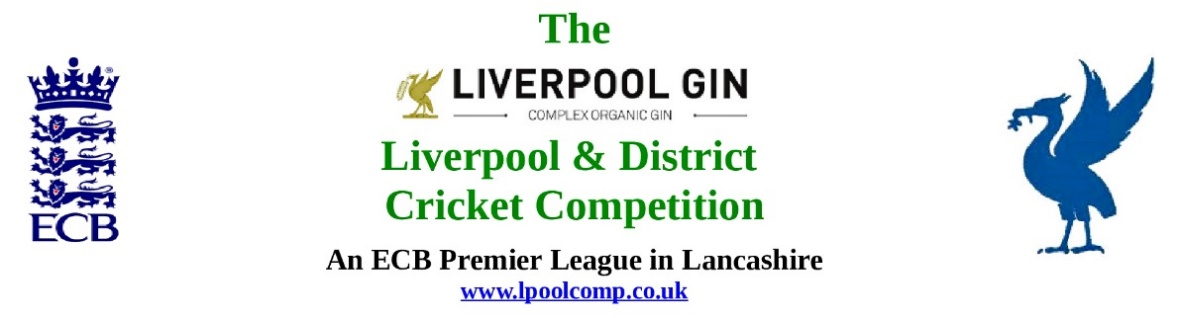 The
LIVERPOOL GIN
COMPLEX ORGANIC GIN
Liverpool & District
Cricket Competition
An ECB Premier League in Lancashire
www.lpoolcomp.co.uk
ECB